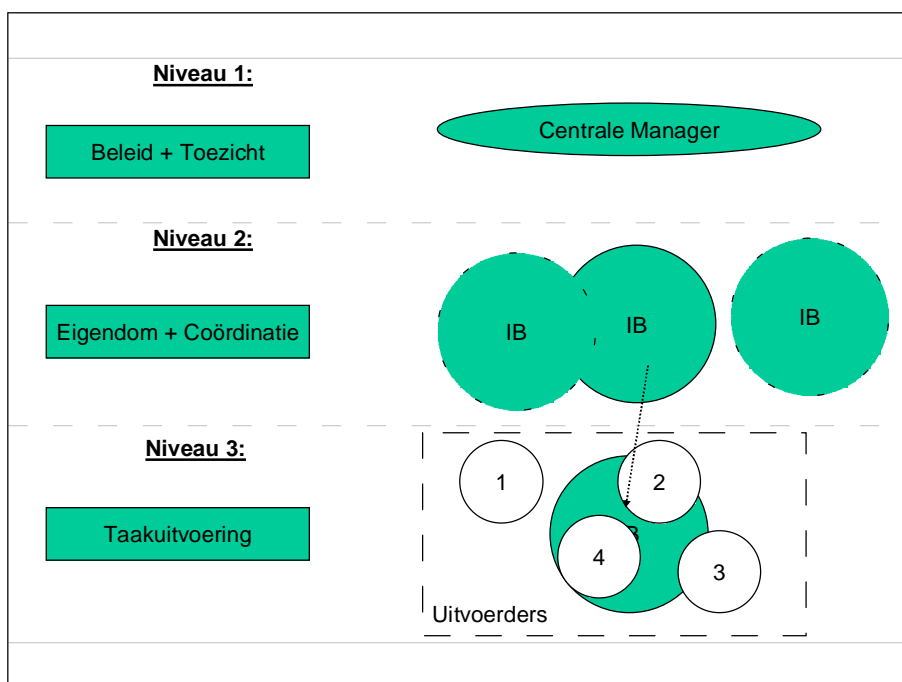 Niveau 1:
Beleid + Toezicht
Centrale Manager
Niveau 2:
Eigendom + Coördinatie
IB
IB
IB
Niveau 3:
Taakuitvoering
1
2
4
3
Uitvoerders